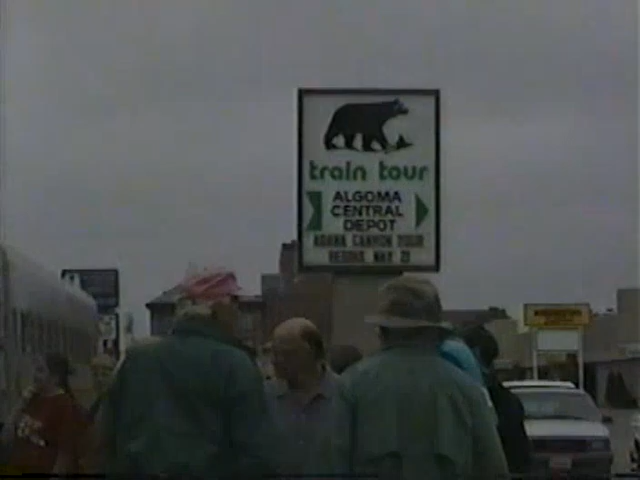 train tour
ALGOMA
CENTRAL
DEPOT
AGAWA CANYON TOUR
BEGINS MAY 21